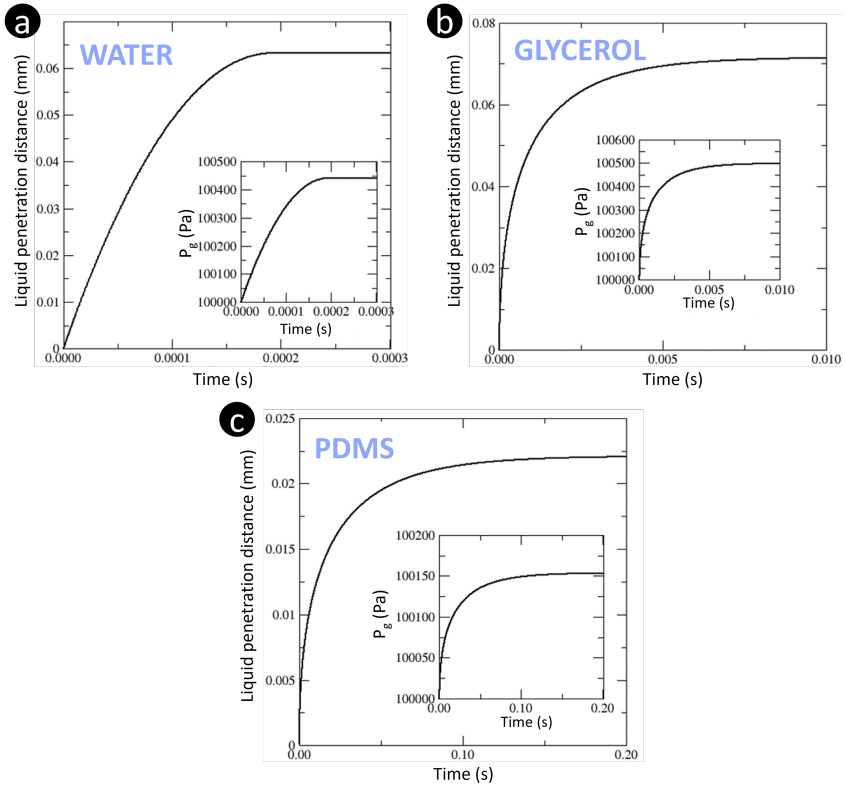 a
WATER
Liquid penetration distance (mm)
0.06
0.05
0.04
0.03
0.02
0.01
0
0.0000 0.0001 0.0002 0.0003
Time (s)
P_g (Pa)
100500
100400
100300
100200
100100
100000
0.0000 0.0001 0.0002 0.0003
Time (s)
b
GLYCEROL
Liquid penetration distance (mm)
0.08
0.06
0.04
0.02
0
0.000 0.005 0.010
Time (s)
P_g (Pa)
100600
100500
100400
100300
100200
100100
100000
0.000 0.005 0.010
Time (s)
c
PDMS
Liquid penetration distance (mm)
0.025
0.02
0.015
0.01
0.005
0
0.00 0.10 0.20
Time (s)
P_g (Pa)
100200
100150
100100
100050
100000
0.00 0.10 0.20
Time (s)